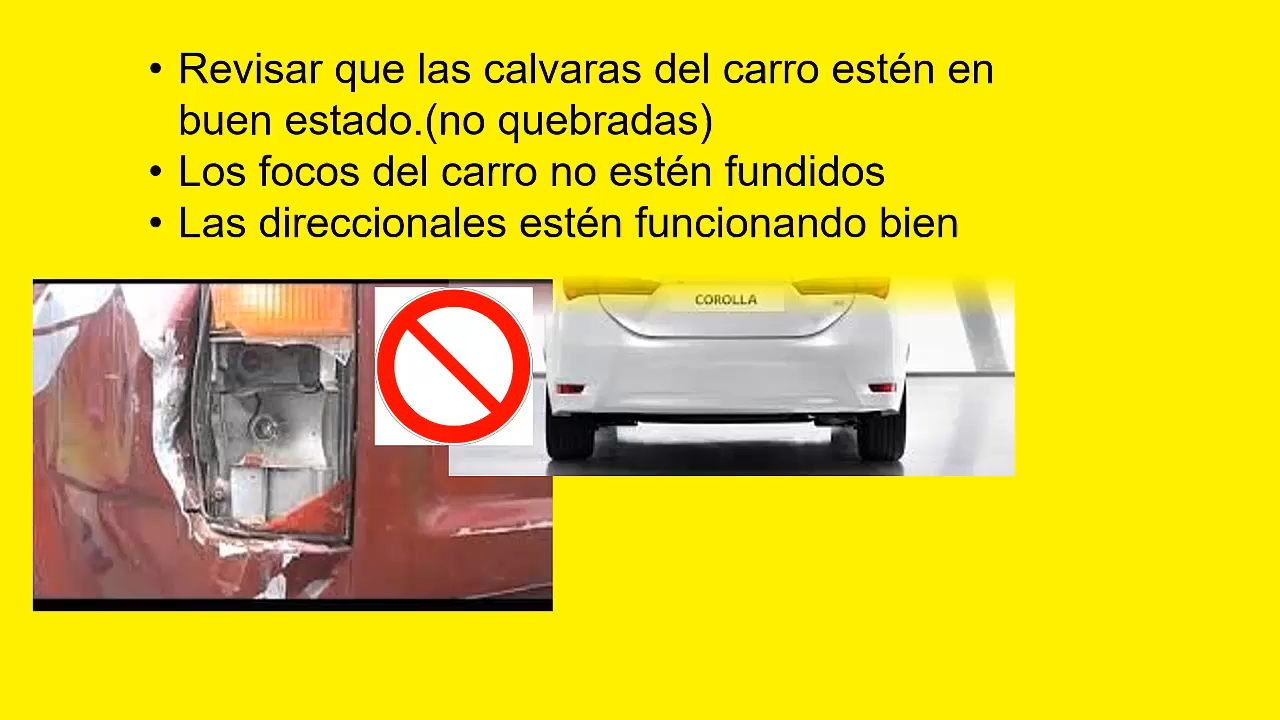 • Revisar que las calvaras del carro estén en
buen estado.(no quebradas)
• Los focos del carro no estén fundidos
• Las direccionales estén funcionando bien
COROLLA